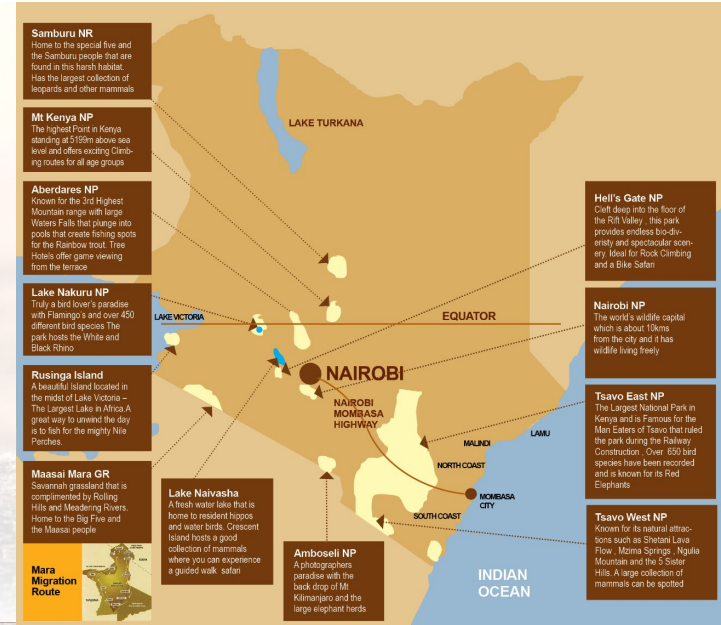 Samburu NR
Home to the special five and
the Samburu people that are
found in this harsh habitat.
Has the largest collection of
leopards and other mammals
Mt Kenya NP
The highest Point in Kenya
standing at 5199m above sea
level and offers exciting Climb-
ing routes for all age groups
Aberdares NP
Known for the 3rd Highest
Mountain range with large
Waters Falls that plunge into
pools that create fishing spots
for the Rainbow trout. Tree
Hotels offer game viewing
from the terrace
Lake Nakuru NP
Truly a bird lover's paradise
with Flamingo's and over 450
different bird species The
park hosts the White and
Black Rhino
Rusinga Island
A beautiful Island located in
the midst of Lake Victoria –
The Largest Lake in Africa.A
great way to unwind the day
is to fish for the mighty Nile
Perches.
Maasai Mara GR
Savannah grassland that is
complimented by Rolling
Hills and Meadering Rivers.
Home to the Big Five and
the Maasai people
Mara
Migration
Route
Lake Naivasha
A fresh water lake that is
home to resident hippos
and water birds. Crescent
Island hosts a good
collection of mammals
where you can experience
a guided walk safari
Amboseli NP
A photographers
paradise with the
back drop of Mt
Kilimanjaro and the
large elephant herds
LAKE TURKANA
LAKE VICTORIA
EQUATOR
NAIROBI
NAIROBI
MOMBASA
HIGHWAY
MALINDI
LAMU
NORTH COAST
MOMBASA
CITY
SOUTH COAST
INDIAN
OCEAN
Hell's Gate NP
Cleft deep into the floor of
the Rift Valley , this park
provides endless bio-div-
eristy and spectacular scen-
ery. Ideal for Rock Climbing
and a Bike Safari
Nairobi NP
The world's wildlife capital
which is about 10kms
from the city and it has
wildlife living freely
Tsavo East NP
The Largest National Park in
Kenya and is Famous for the
Man Eaters of Tsavo that ruled
the park during the Railway
Construction , Over 650 bird
species have been recorded
and is known for its Red
Elephants
Tsavo West NP
Known for its natural attrac-
tions such as Shetani Lava
Flow , Mzima Springs , Ngulia
Mountain and the 5 Sister
Hills. A large collection of
mammals can be spotted